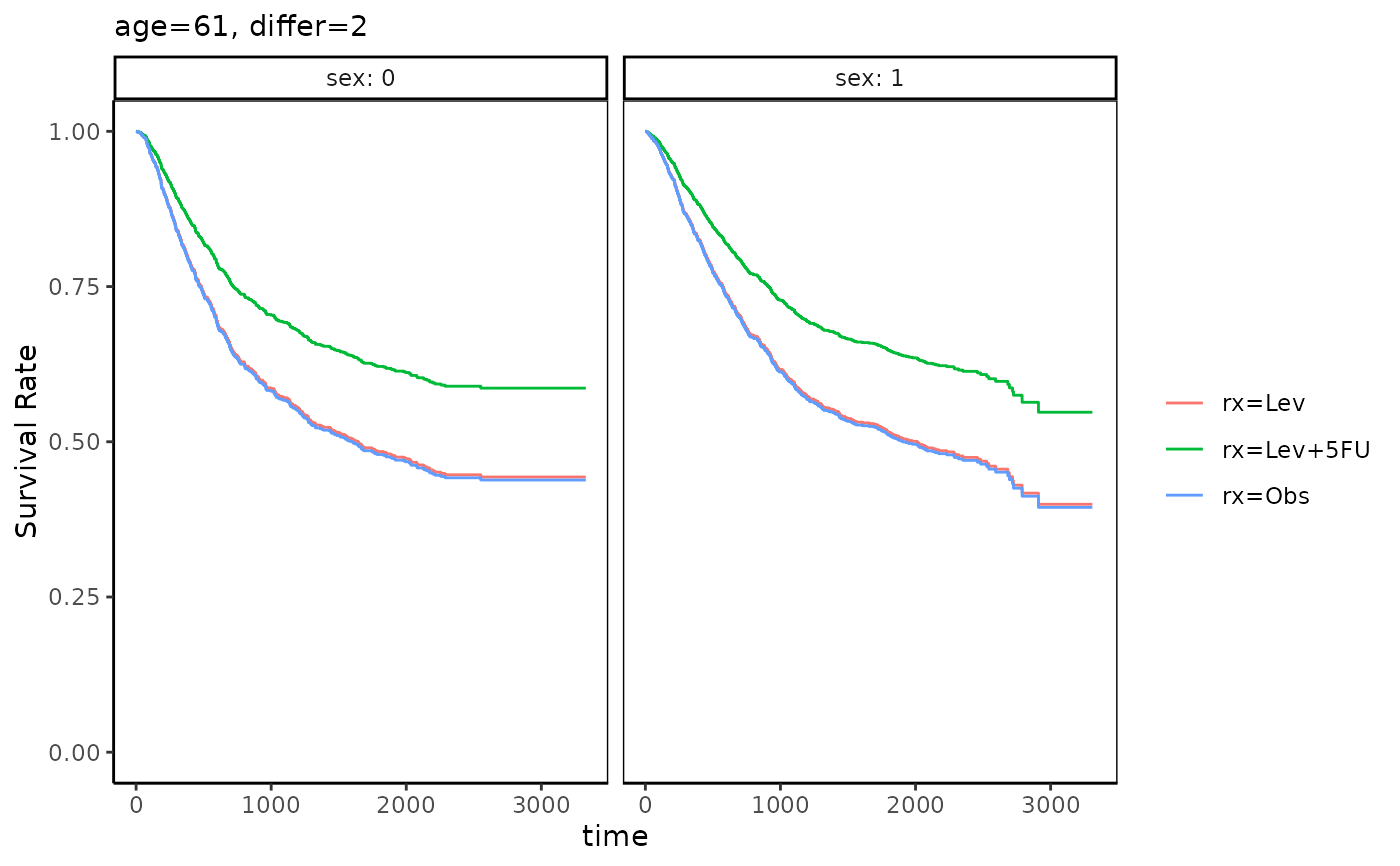 age=61, differ=2
sex: 0
sex: 1
Survival Rate
1.00
0.75
0.50
0.25
0.00
0 1000 2000 3000
0 1000 2000 3000
time
rx=Lev
rx=Lev+5FU
rx=Obs